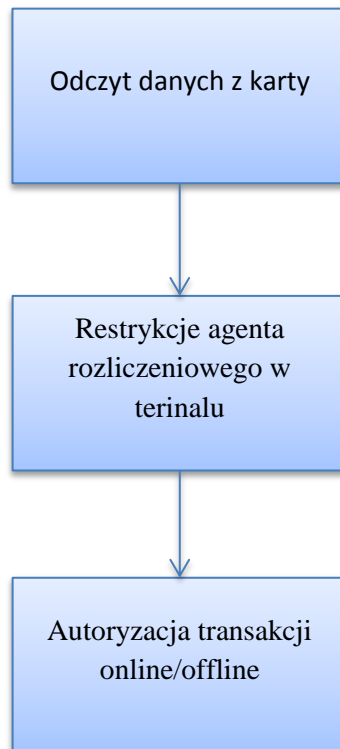 Odczyt danych z karty
Restrykcje agenta
rozliczeniowego w
terinalu
Autoryzacja transakcji
online/offline